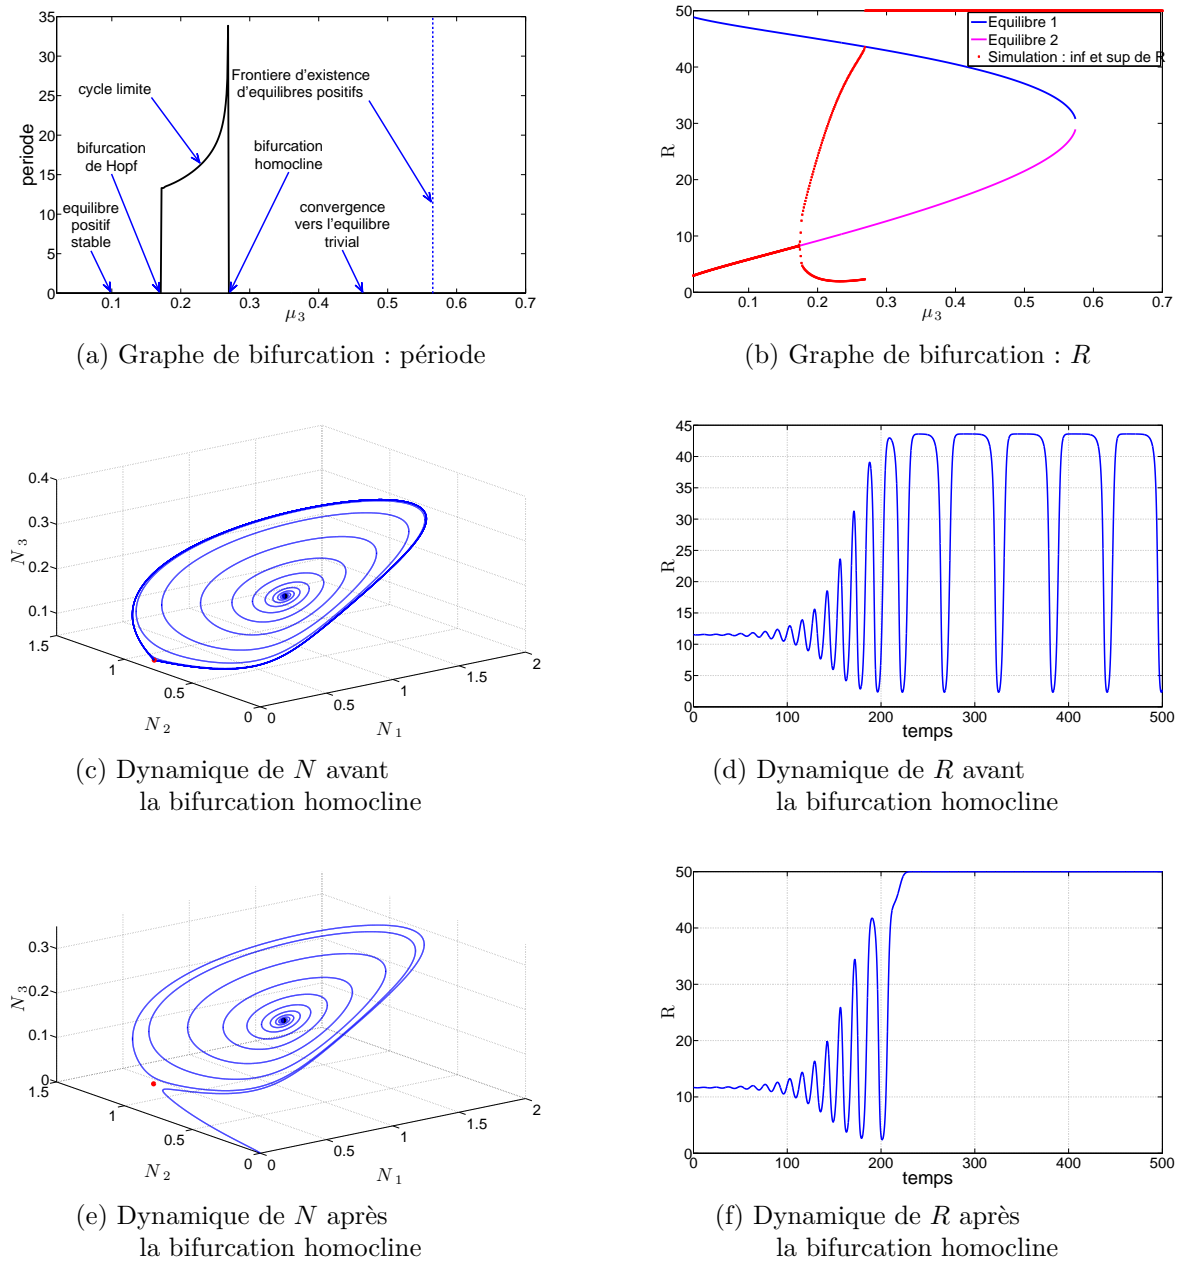 35
30
25
20
15
10
5
0
periode
cycle limite
bifurcation
de Hopf
equilibre
positif
stable
Frontiere d'existence
d'equilibres positifs
bifurcation
homocline
convergence
vers l'equilibre
trivial
0.1 0.2 0.3 0.4 0.5 0.6 0.7
μ3
(a) Graphe de bifurcation : période
50
40
30
20
10
0
R
Equilibre 1
Equilibre 2
Simulation : inf et sup de R
0.1 0.2 0.3 0.4 0.5 0.6 0.7
μ3
(b) Graphe de bifurcation : R
0.4
0.3
0.2
0.1
N3
1.5
1
0.5
0
N2
0
0.5
1
1.5
2
N1
(c) Dynamique de N avant
la bifurcation homocline
45
40
35
30
25
20
15
10
5
0
R
0 100 200 300 400 500
temps
(d) Dynamique de R avant
la bifurcation homocline
0.3
0.2
0.1
0
N3
1.5
1
0.5
0
N2
0
0.5
1
1.5
2
N1
(e) Dynamique de N après
la bifurcation homocline
50
40
30
20
10
0
R
0 100 200 300 400 500
temps
(f) Dynamique de R après
la bifurcation homocline